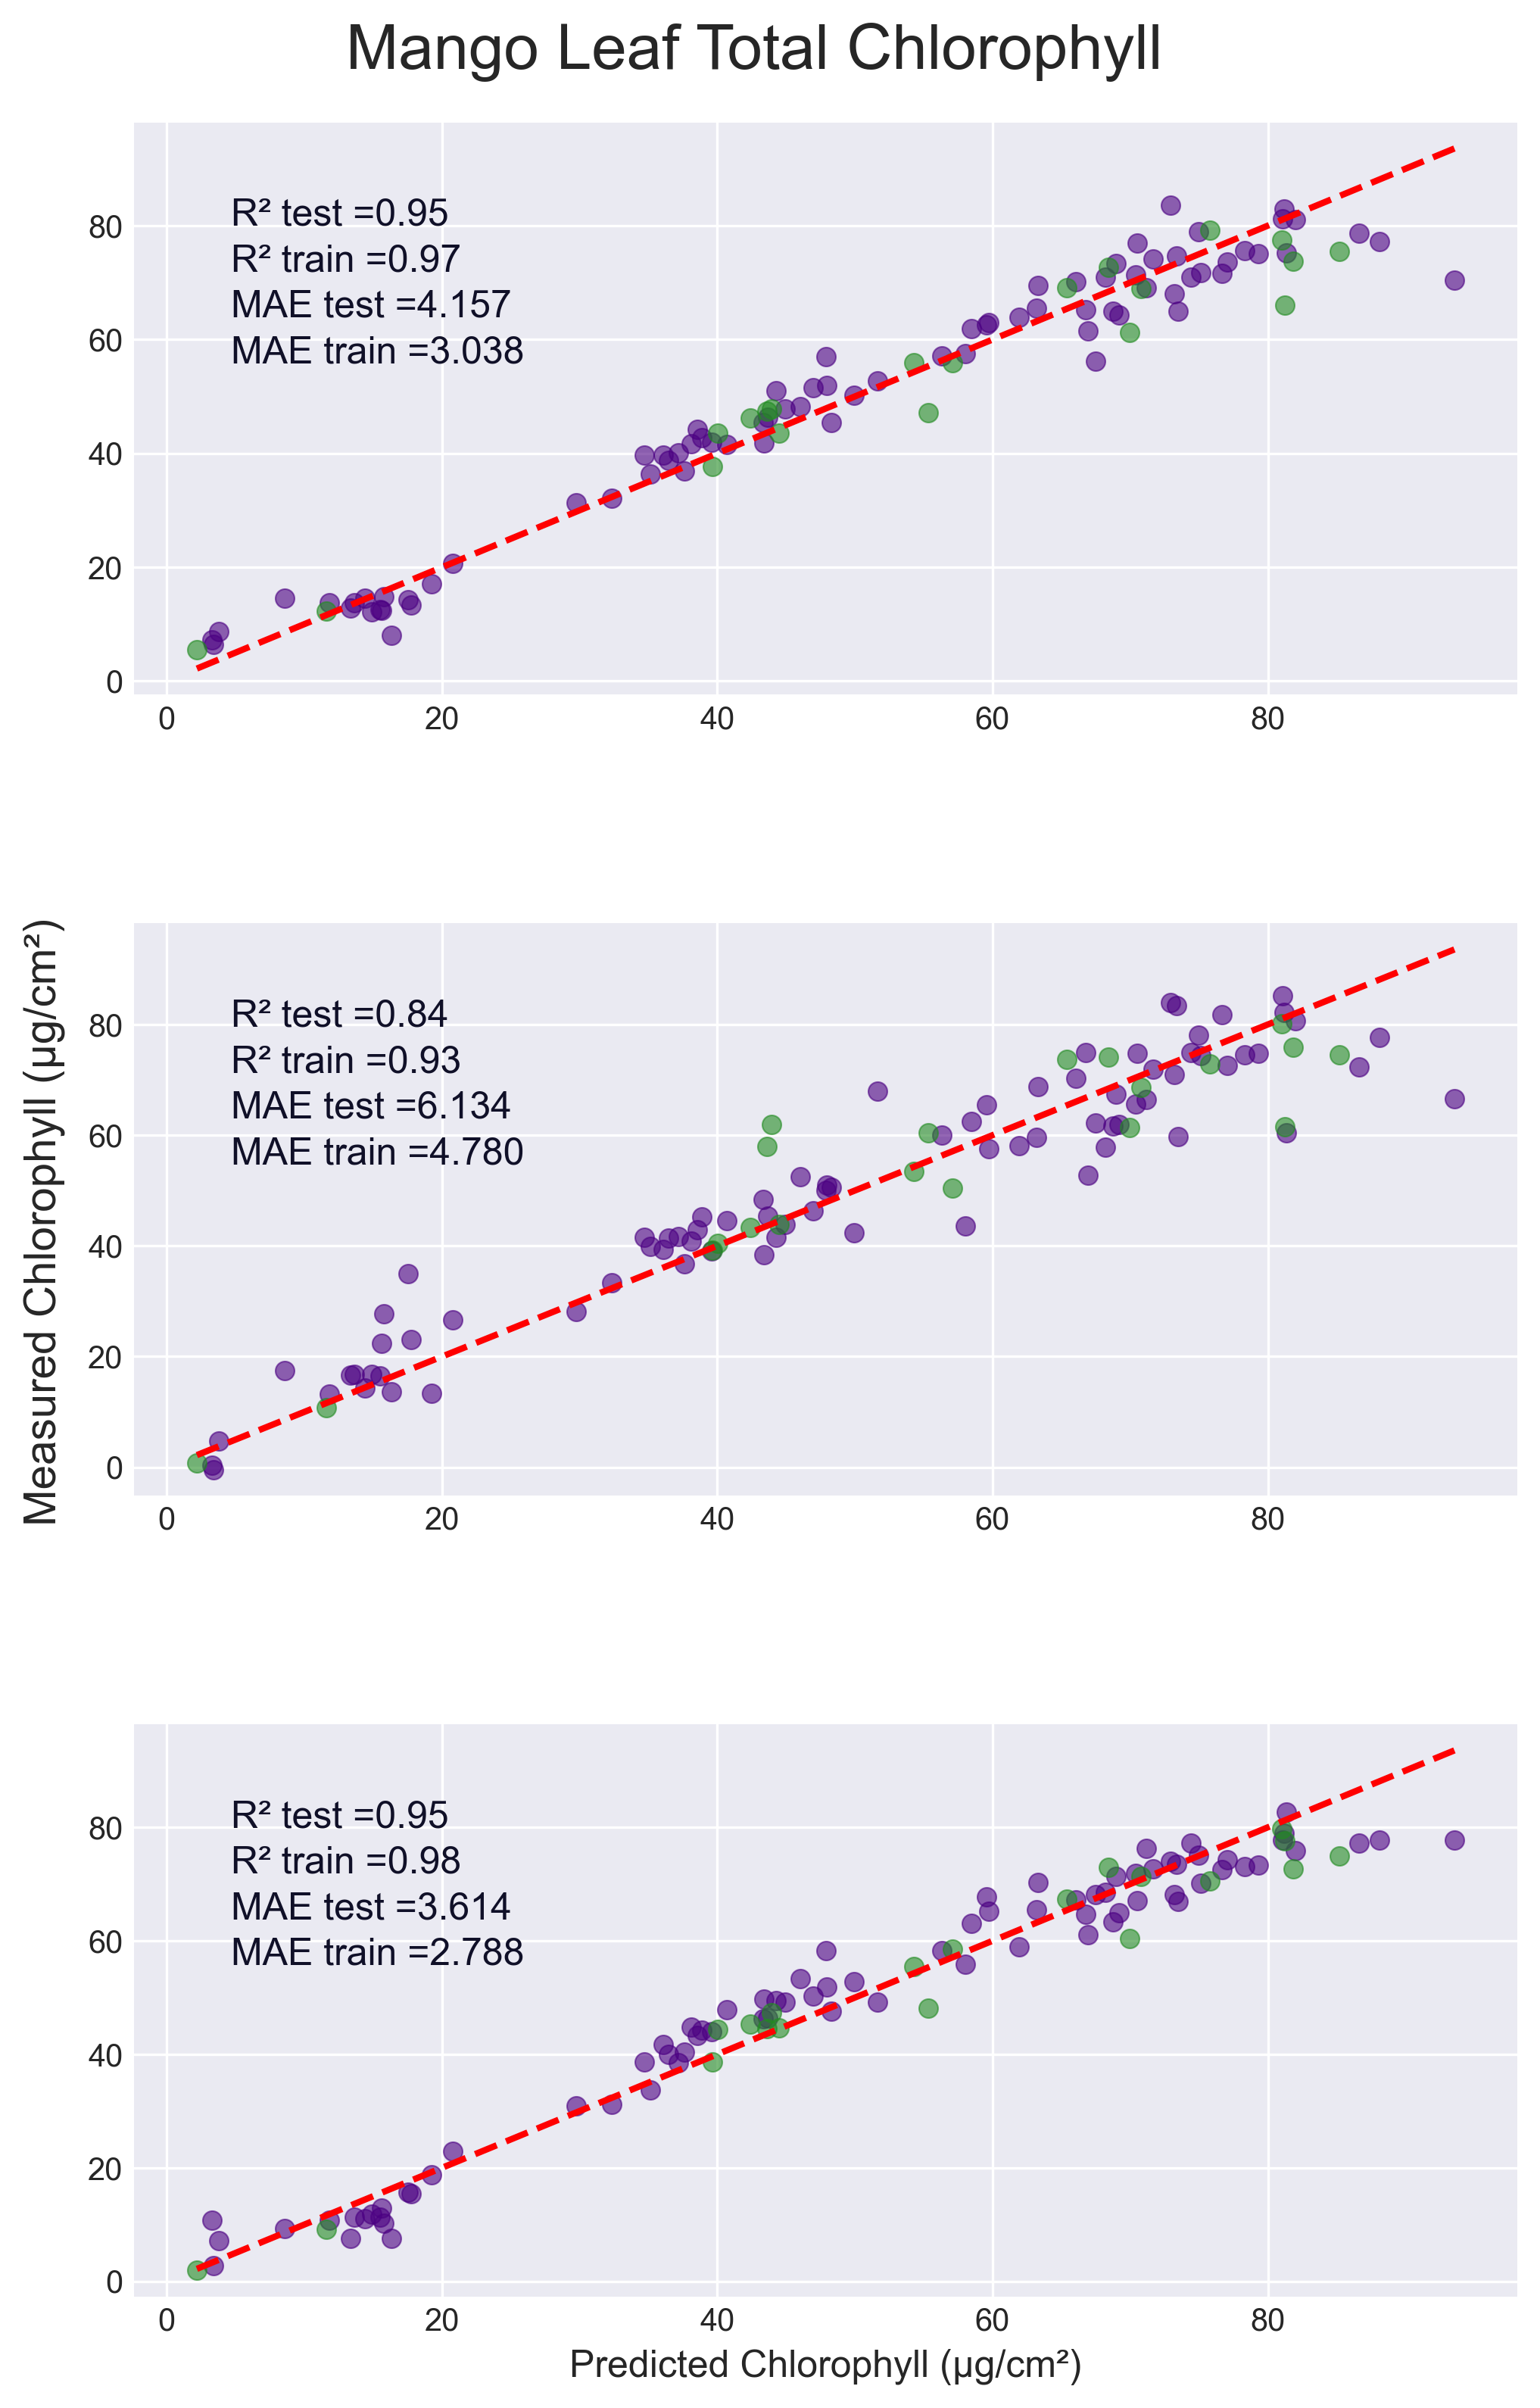 Mango Leaf Total Chlorophyll
R² test =0.95
R² train =0.97
MAE test =4.157
MAE train =3.038
80
60
40
20
0
0 20 40 60 80
Measured Chlorophyll (µg/cm²)
R² test =0.84
R² train =0.93
MAE test =6.134
MAE train =4.780
80
60
40
20
0
0 20 40 60 80
R² test =0.95
R² train =0.98
MAE test =3.614
MAE train =2.788
80
60
40
20
0
0 20 40 60 80
Predicted Chlorophyll (µg/cm²)